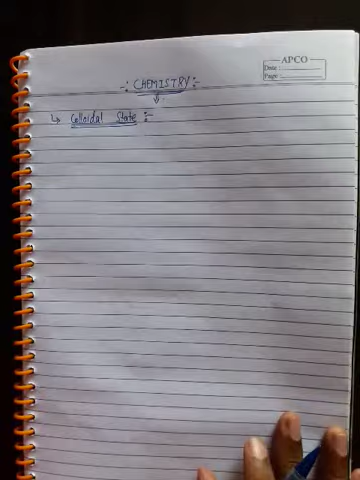 APCO
Date :
Page :
-: CHEMISTRY :-
↳ Colloidal State :-